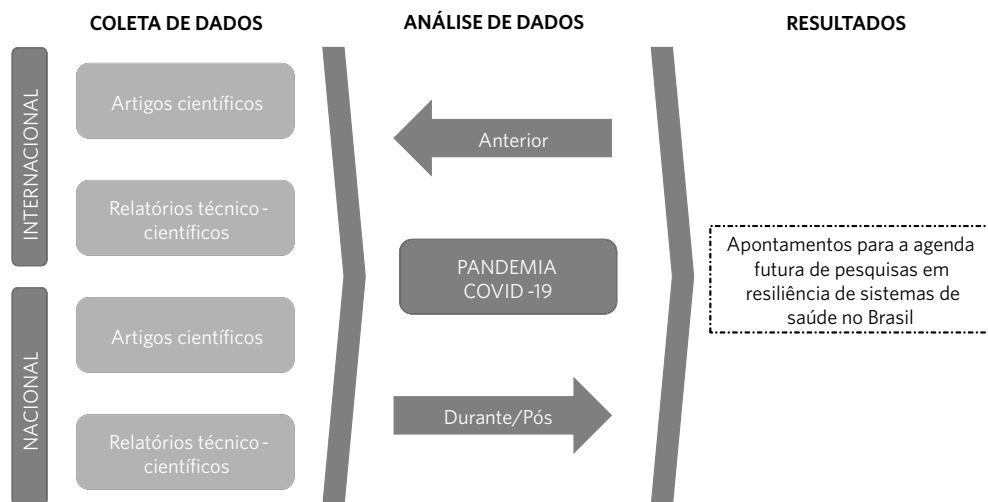 COLETA DE DADOS
ANÁLISE DE DADOS
RESULTADOS
INTERNACIONAL
Artigos científicos
Relatórios técnico-
científicos
NACIONAL
Artigos científicos
Relatórios técnico-
científicos
Anterior
PANDEMIA
COVID -19
Durante/Pós
Apontamentos para a agenda
futura de pesquisas em
resiliência de sistemas de
saúde no Brasil